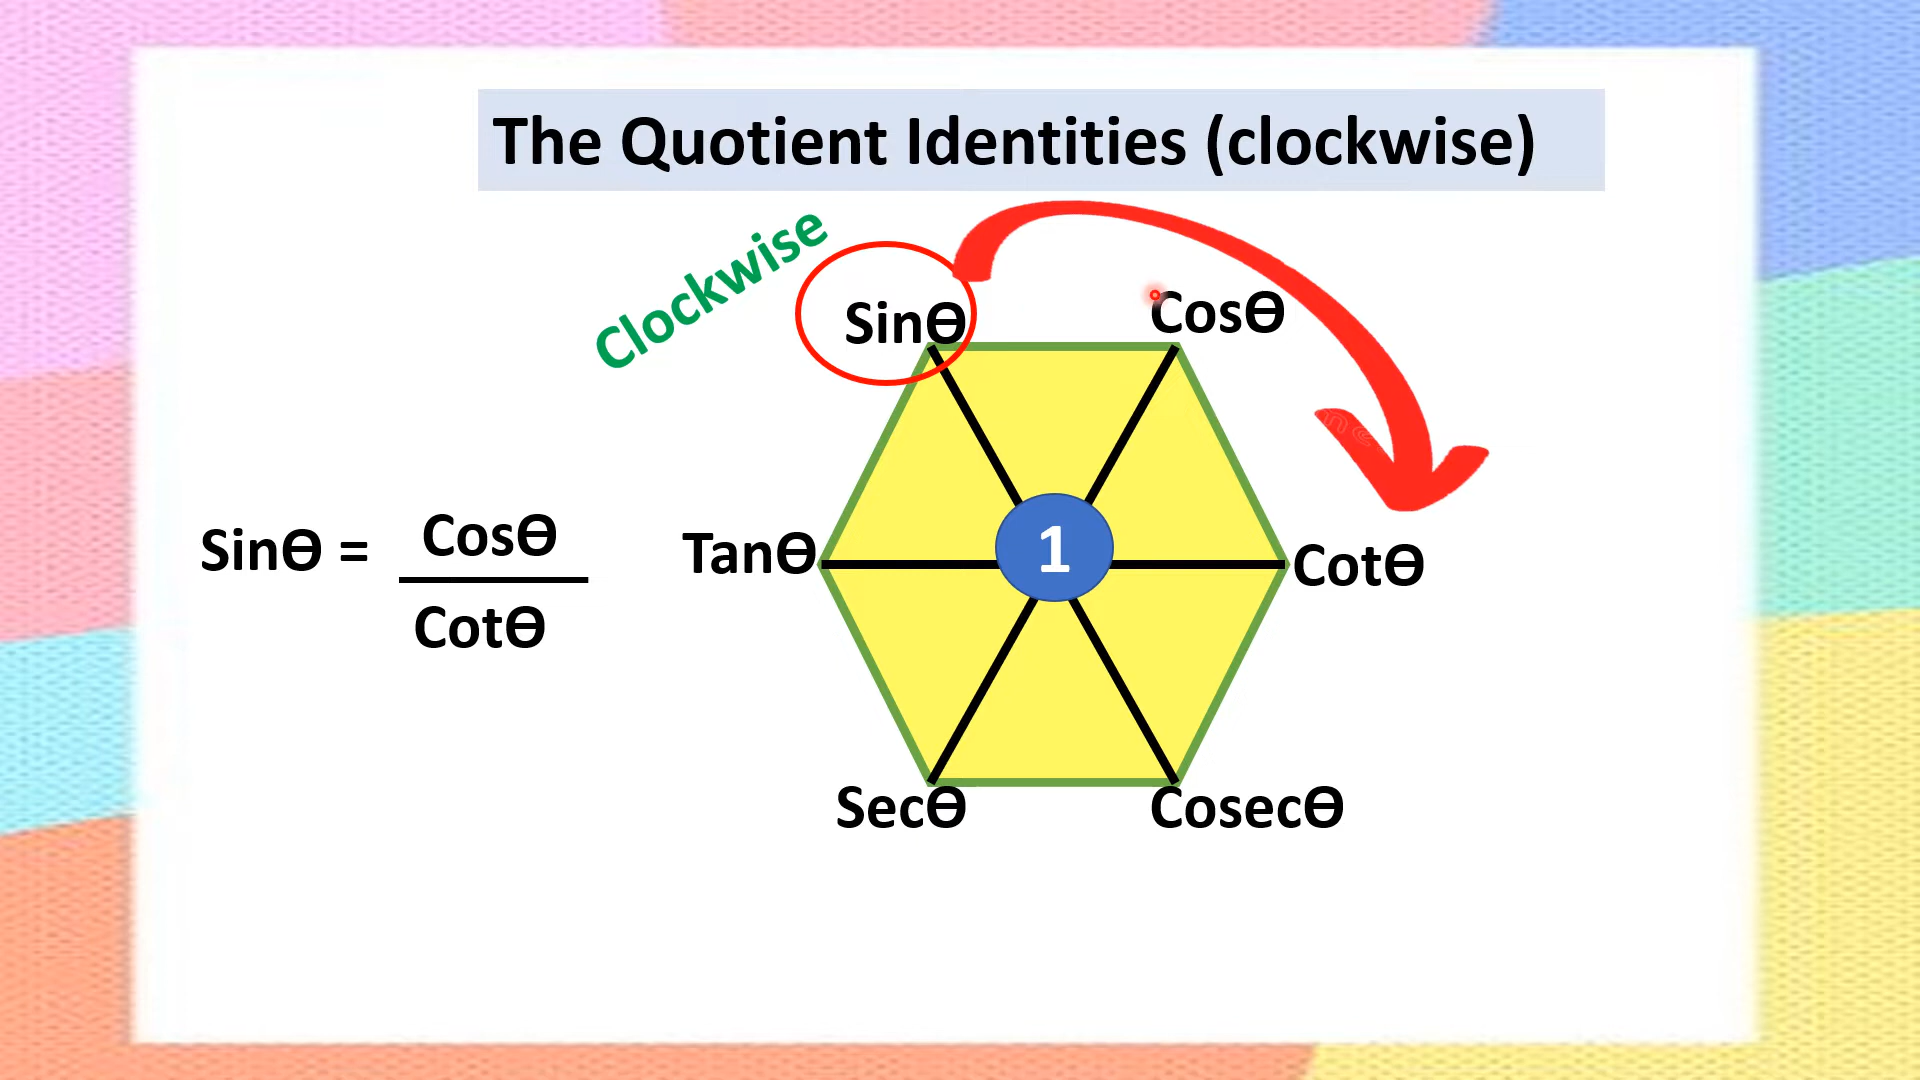 The Quotient Identities (clockwise)
Clockwise
Sinϴ
Cosϴ
Sinϴ =
Cosϴ
Cotϴ
Tanϴ
1
Cotϴ
Secϴ
Cosecϴ